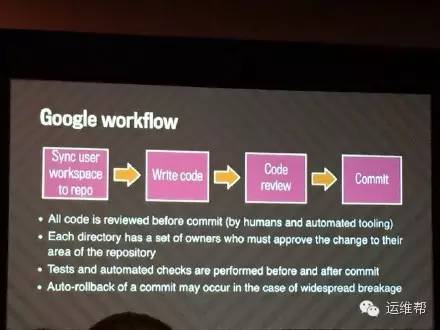 Google workflow
Sync user
workspace
to repo
Write code
Code
review
Commit
• All code is reviewed before commit (by humans and automated tooling)
• Each directory has a set of owners who must approve the change to their
area of the repository
• Tests and automated checks are performed before and after commit
• Auto-rollback of a commit may occur in the case of widespread breakage
运维帮